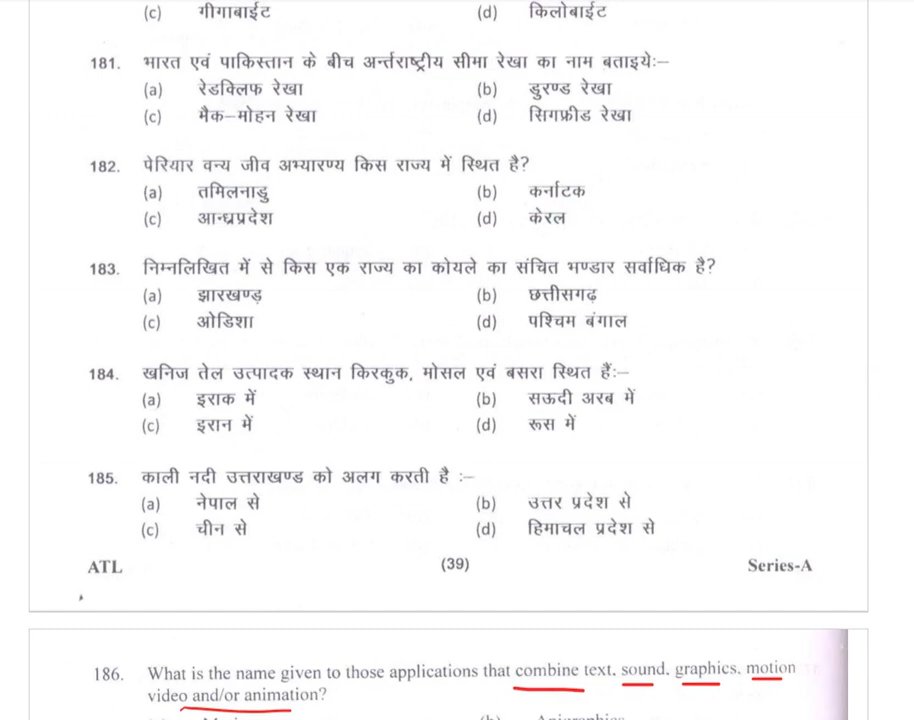 (c) गीगाबाईट (d) किलोबाईट
181. भारत एवं पाकिस्तान के बीच अर्न्तराष्ट्रीय सीमा रेखा का नाम बताइये:–
(a) रेडक्लिफ रेखा (b) डुरण्ड रेखा
(c) मैक–मोहन रेखा (d) सिगफ्रीड रेखा
182. पेरियार वन्य जीव अभ्यारण्य किस राज्य में स्थित है?
(a) तमिलनाडु (b) कर्नाटक
(c) आन्ध्रप्रदेश (d) केरल
183. निम्नलिखित में से किस एक राज्य का कोयले का संचित भण्डार सर्वाधिक है?
(a) झारखण्ड़ (b) छत्तीसगढ़
(c) ओडिशा (d) पश्चिम बंगाल
184. खनिज तेल उत्पादक स्थान किरकुक, मोसल एवं बसरा स्थित हैं:–
(a) इराक में (b) सऊदी अरब में
(c) इरान में (d) रूस में
185. काली नदी उत्तराखण्ड को अलग करती है :–
(a) नेपाल से (b) उत्तर प्रदेश से
(c) चीन से (d) हिमाचल प्रदेश से
ATL (39) Series-A
186. What is the name given to those applications that combine text, sound, graphics, motion
video and/or animation?